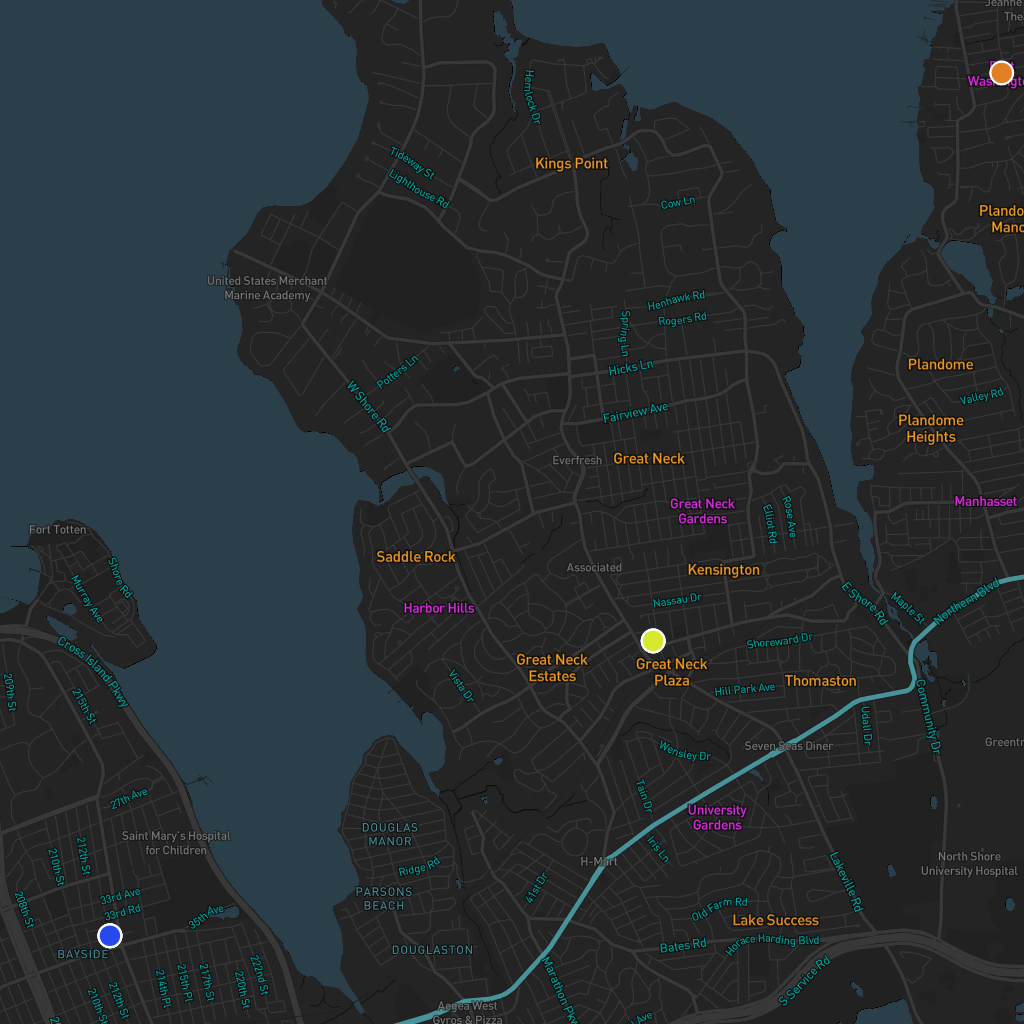 Jeanne
Thea
Washingto
Hemlock Dr
Tideway St
Kings Point
Lighthouse Rd
Cow Ln
Plando
Mano
United States Merchant
Marine Academy
Henhawk Rd
Spring Ln
Rogers Rd
Potters Ln
Hicks Ln
Plandome
W Shore Rd
Valley Rd
Fairview Ave
Plandome
Heights
Everfresh
Great Neck
Great Neck
Gardens
Elliot Rd
Rose Ave
Manhasset
Fort Totten
Saddle Rock
Associated
Kensington
Shore Rd
Murray Ave
Harbor Hills
Nassau Dr
E Shore Rd
Maple St
Northern Blvd
Cross Island Pkwy
Shoreward Dr
Great Neck
Estates
Great Neck
Plaza
Thomaston
Hill Park Ave
209th St
215th St
Vista Dr
Udall Dr
Community Dr
Wensley Dr
Seven Seas Diner
Greentr
27th Ave
Tain Dr
University
Gardens
Saint Mary's Hospital
for Children
DOUGLAS
MANOR
212th St
210th St
Iris Ln
H-Mart
Ridge Rd
North Shore
University Hospital
Lakeville Rd
PARSONS
BEACH
41st Dr
208th St
33rd Ave
33rd Rd
35th Ave
Old Farm Rd
Lake Success
BAYSIDE
DOUGLASTON
Bates Rd
Horace Harding Blvd
S Service Rd
214th Pl
215th Pl
217th St
220th St
222nd St
210th St
212th St
Marathon Pkwy
Aegea West
Gyros & Pizza
Ave